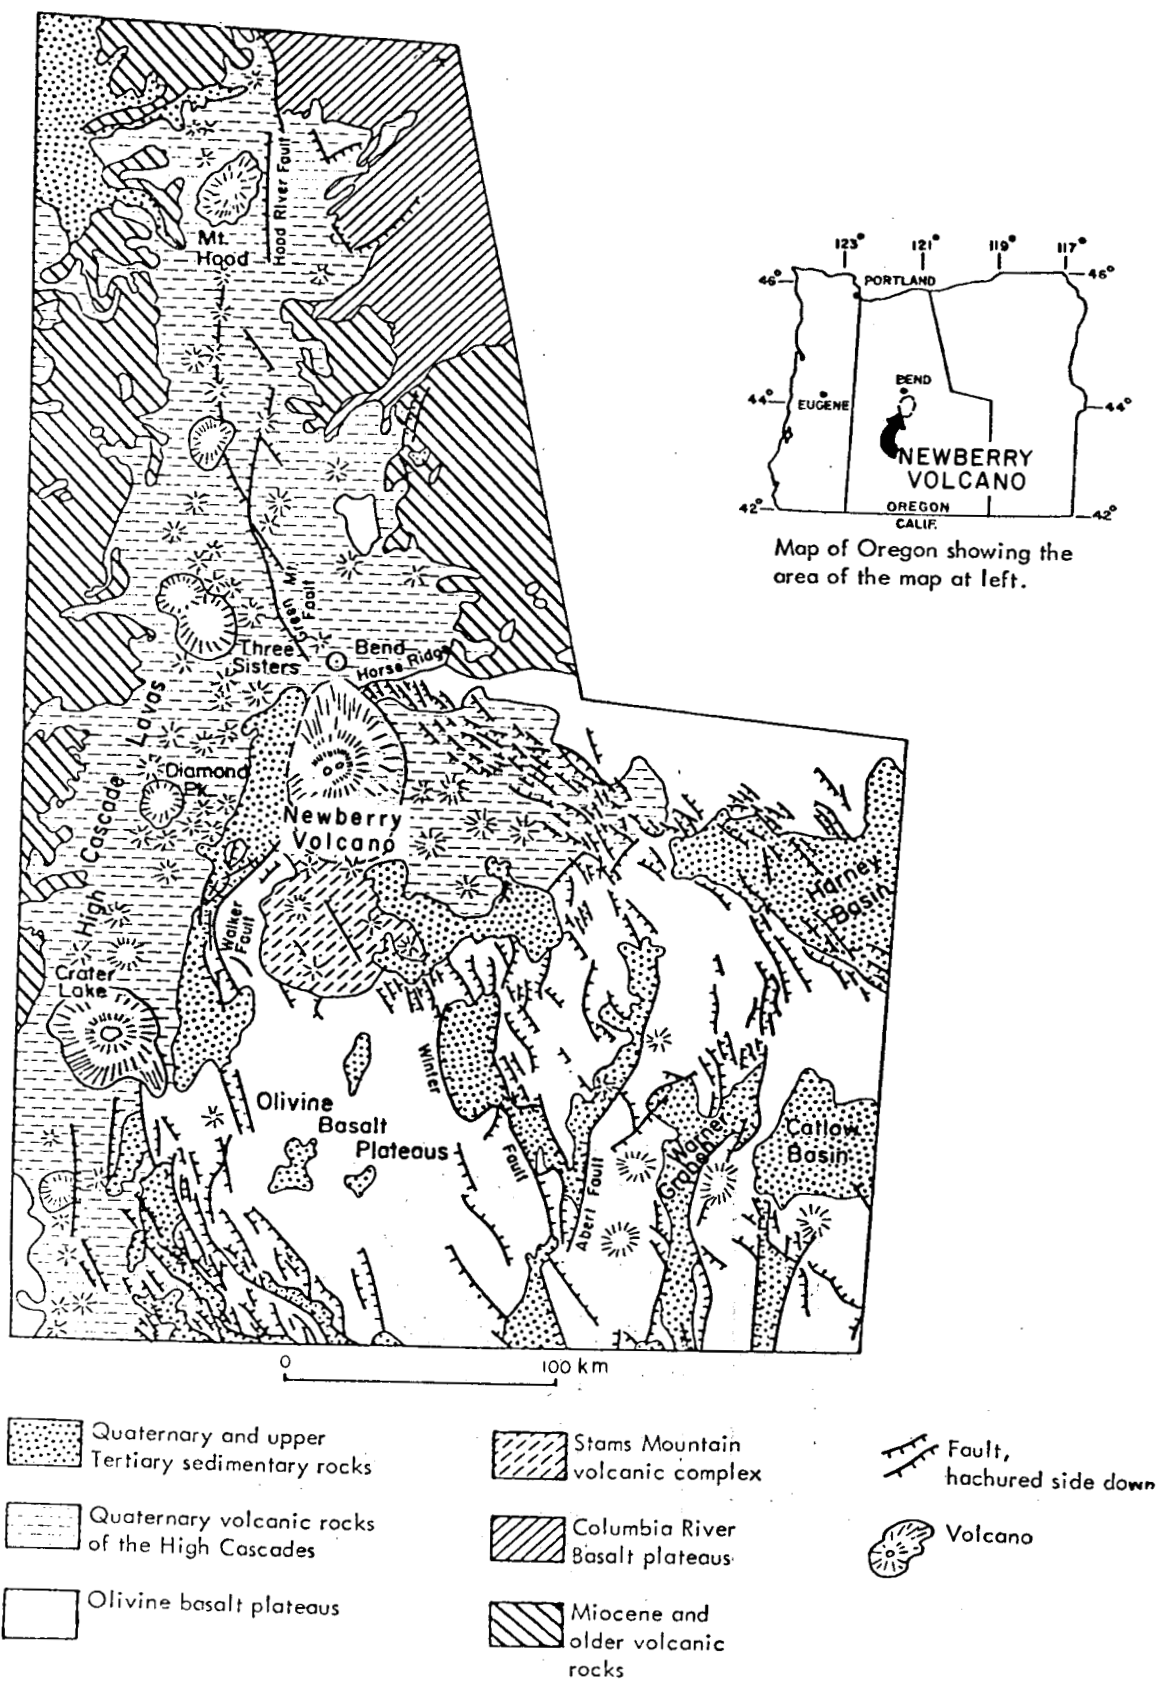 Mt.
Hood
Hood River Fault
Green Mt.
Fault
Three
Sisters
Bend
Horse Ridge
High Cascade Lavas
Diamond
Pk.
Newberry
Volcano
Walker
Fault
Crater
Lake
Harney
Basin
Winter
Fault
Olivine
Basalt
Plateaus
Abert Fault
Warner
Graben
Catlow
Basin
0
100 km
123°
121°
119°
117°
46°
46°
PORTLAND
BEND
44°
EUGENE
44°
NEWBERRY
VOLCANO
42°
OREGON
42°
CALIF.
Map of Oregon showing the
area of the map at left.
Quaternary and upper
Tertiary sedimentary rocks
Quaternary volcanic rocks
of the High Cascades
Olivine basalt plateaus
Stams Mountain
volcanic complex
Columbia River
Basalt plateaus
Miocene and
older volcanic
rocks
Fault,
hachured side down
Volcano